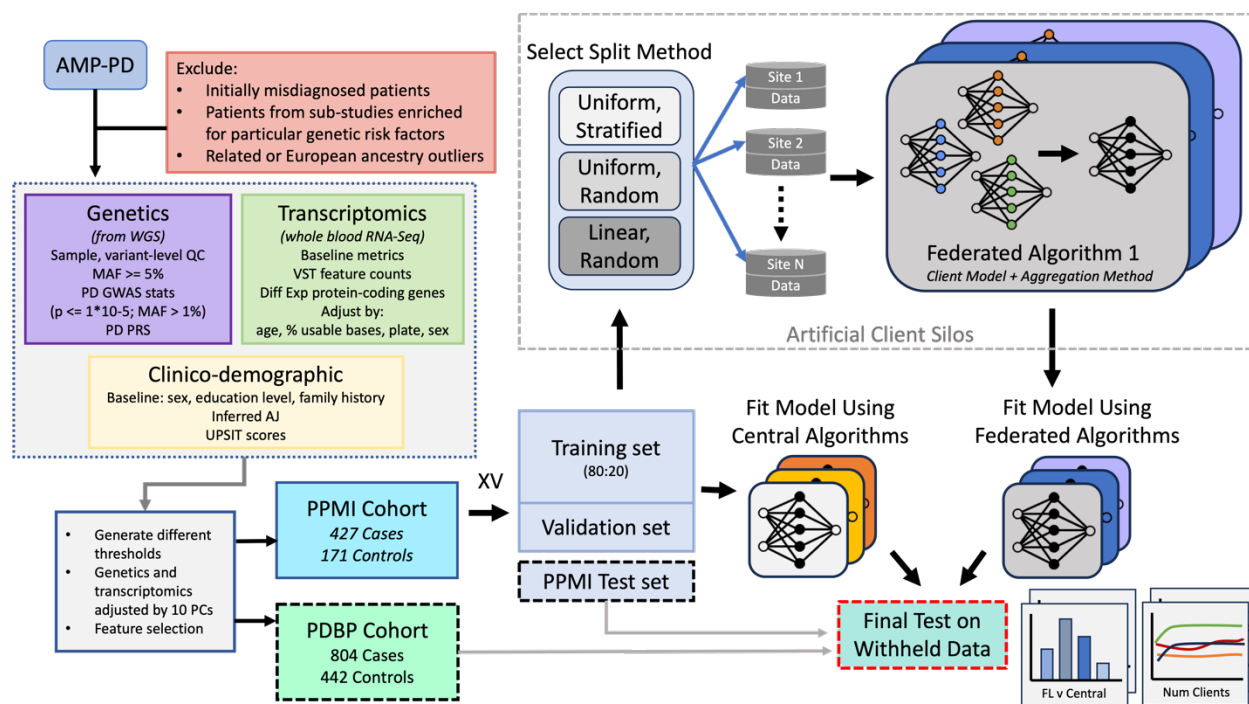 AMP-PD
Exclude:
• Initially misdiagnosed patients
• Patients from sub-studies enriched
for particular genetic risk factors
• Related or European ancestry outliers
Genetics
(from WGS)
Sample, variant-level QC
MAF >= 5%
PD GWAS stats
(p <= 1*10-5; MAF > 1%)
PD PRS
Transcriptomics
(whole blood RNA-Seq)
Baseline metrics
VST feature counts
Diff Exp protein-coding genes
Adjust by:
age, % usable bases, plate, sex
Clinico-demographic
Baseline: sex, education level, family history
Inferred AJ
UPSIT scores
• Generate different
thresholds
• Genetics and
transcriptomics
adjusted by 10 PCs
• Feature selection
PPMI Cohort
427 Cases
171 Controls
PDBP Cohort
804 Cases
442 Controls
XV
Training set
(80:20)
Validation set
PPMI Test set
Select Split Method
Uniform,
Stratified
Uniform,
Random
Linear,
Random
Site 1
Data
Site 2
Data
Site N
Data
Federated Algorithm 1
Client Model + Aggregation Method
Artificial Client Silos
Fit Model Using
Central Algorithms
Fit Model Using
Federated Algorithms
Final Test on
Withheld Data
FL v Central
Num Clients